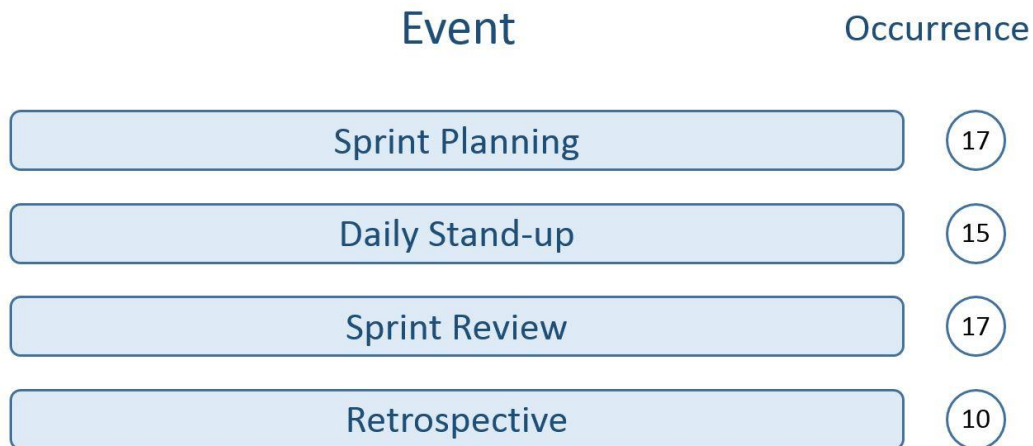 Event Occurrence
Sprint Planning 17
Daily Stand-up 15
Sprint Review 17
Retrospective 10